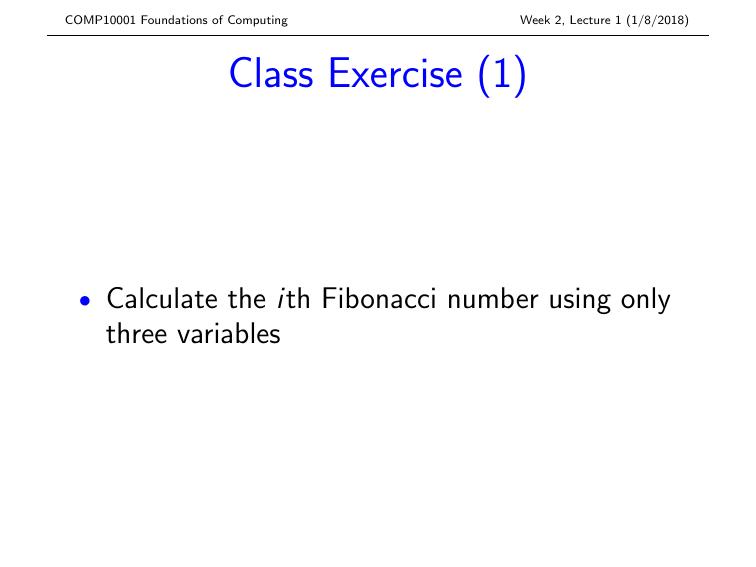 COMP10001 Foundations of Computing
Week 2, Lecture 1 (1/8/2018)
Class Exercise (1)
• Calculate the ith Fibonacci number using only
three variables